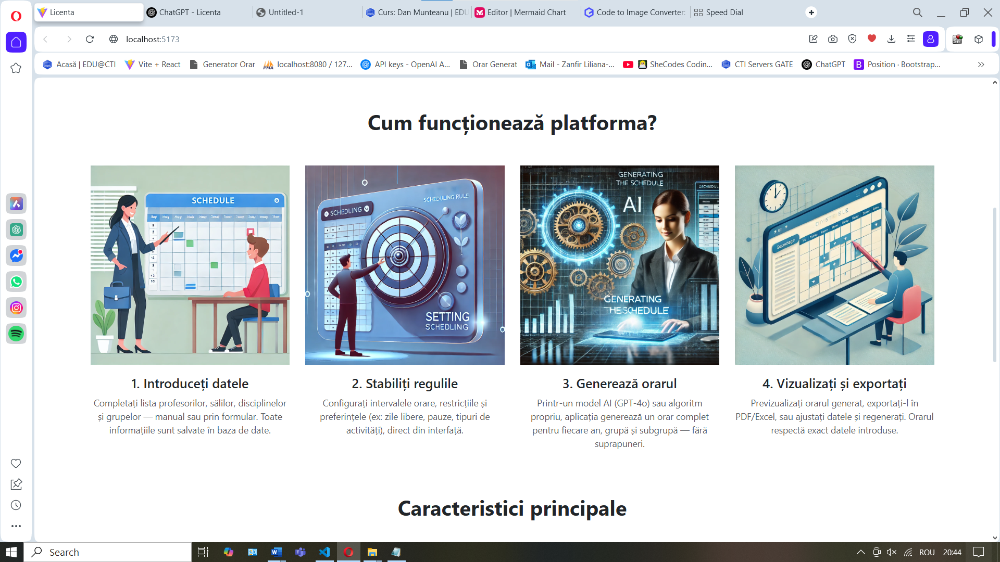 Licenta
ChatGPT - Licenta
Untitled-1
Curs: Dan Munteanu | EDU
Editor | Mermaid Chart
Code to Image Converter:
Speed Dial
localhost:5173
Acasă | EDU@CTI
Vite + React
Generator Orar
localhost:8080 / 127...
API keys - OpenAI A...
Orar Generat
Mail - Zanfir Liliana-...
SheCodes Codin...
CTI Servers GATE
ChatGPT
Position · Bootstrap...
Cum funcționează platforma?
SCHEDULE
SCHEDLING
SCHEDULING RULE
SETTING
SCHEDLING
GENERATING
THE SCHEDULE
AI
GENERATING
THESCHEDULE
1. Introduceți datele
Completați lista profesorilor, sălilor, disciplinelor
și grupelor — manual sau prin formular. Toate
informațiile sunt salvate în baza de date.
2. Stabiliți regulile
Configurați intervalele orare, restricțiile și
preferințele (ex: zile libere, pauze, tipuri de
activități), direct din interfață.
3. Generează orarul
Printr-un model AI (GPT-4o) sau algoritm
propriu, aplicația generează un orar complet
pentru fiecare an, grupă și subgrupă — fără
suprapuneri.
4. Vizualizați și exportați
Previzualizați orarul generat, exportați-l în
PDF/Excel, sau ajustați datele și regenerați. Orarul
respectă exact datele introduse.
Caracteristici principale
Search
ROU
20:44